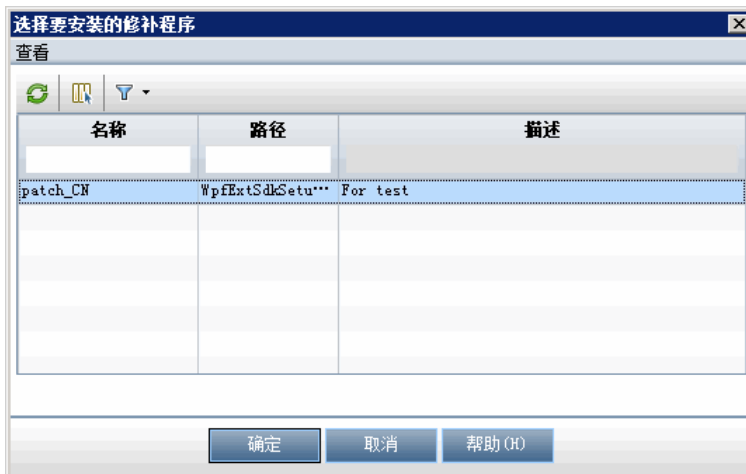 选择要安装的修补程序
查看
名称 路径 描述
patch_CN WpfExtSdkSetu... For test
确定 取消 帮助(H)